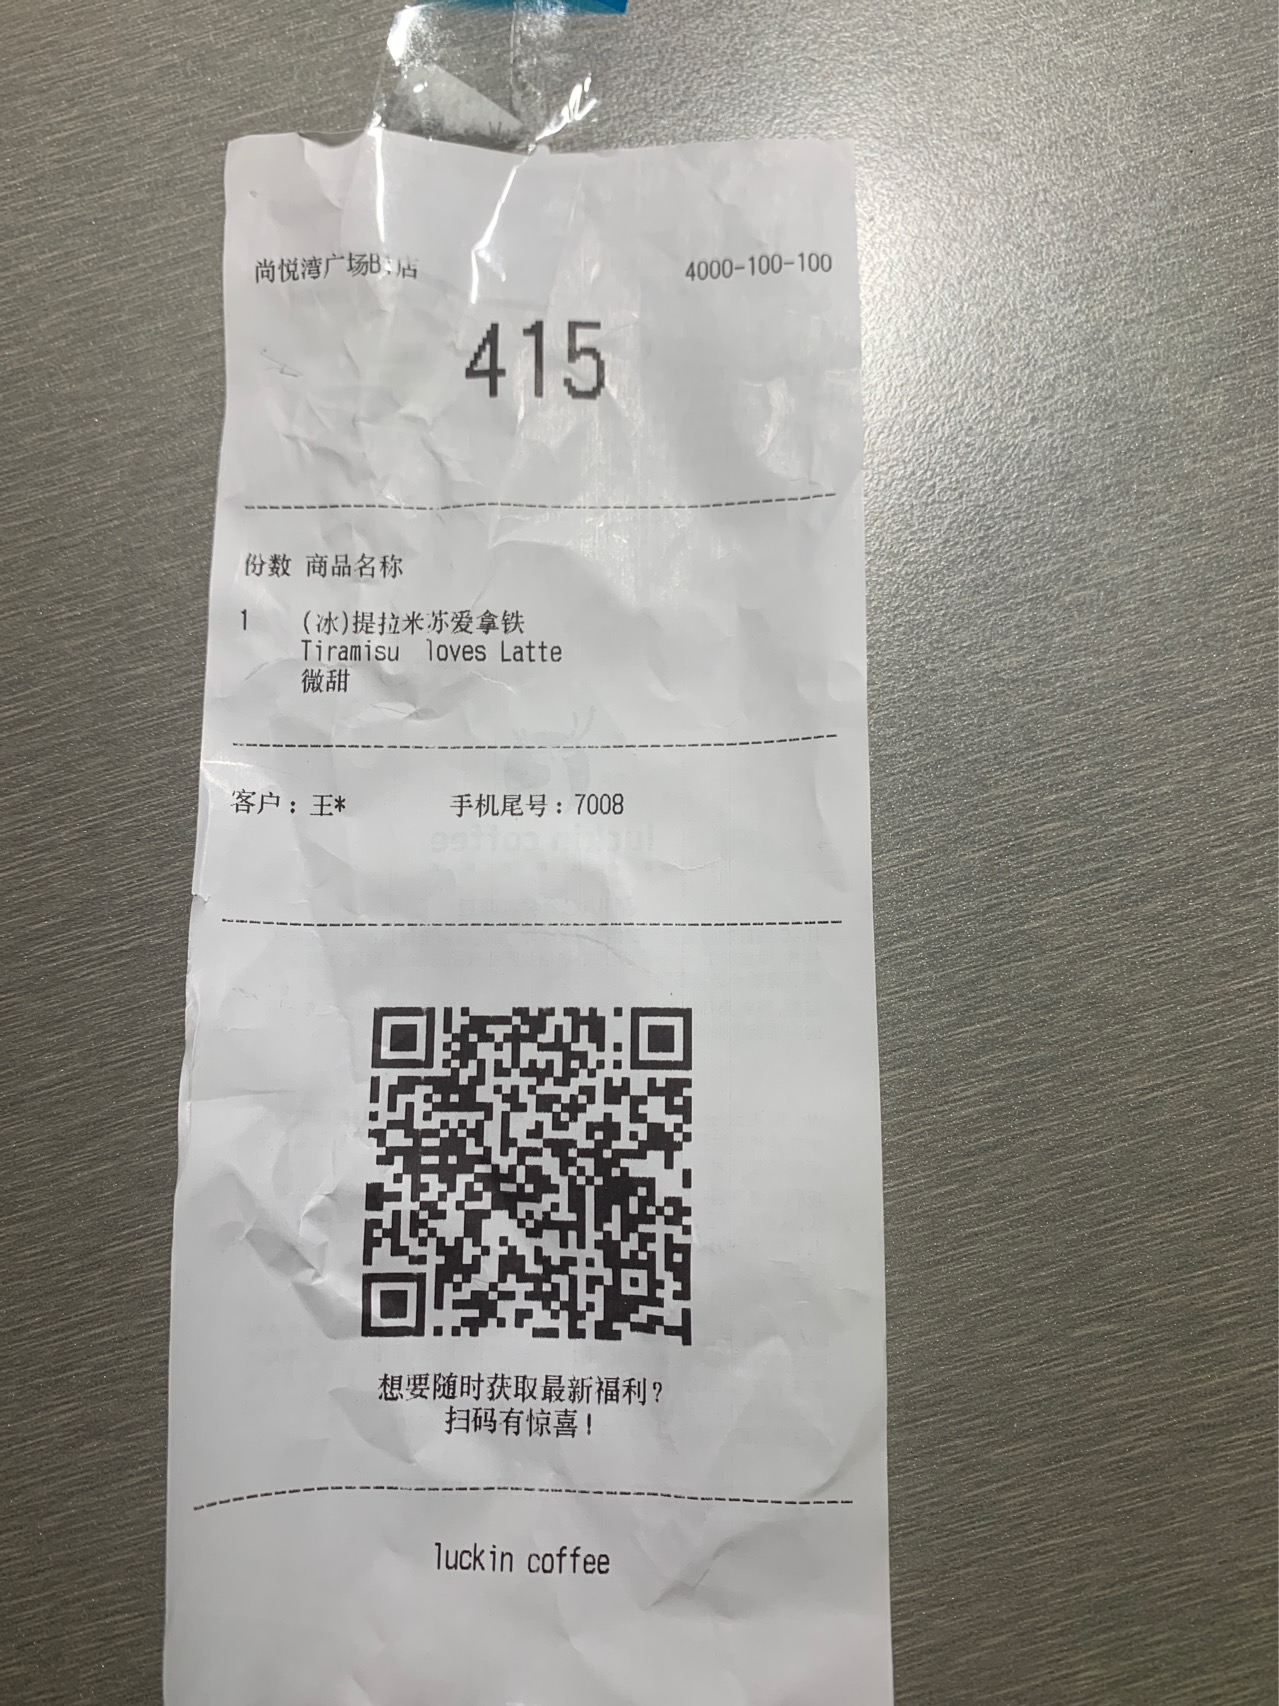 尚悦湾广场B1店 4000-100-100
415
份数 商品名称
1 (冰)提拉米苏爱拿铁
Tiramisu loves Latte
微甜
客户：王* 手机尾号：7008
想要随时获取最新福利?
扫码有惊喜!
luckin coffee